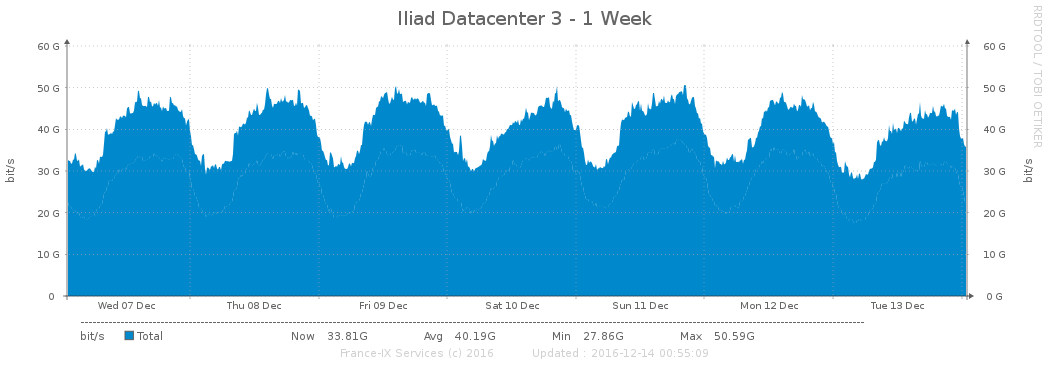 Iliad Datacenter 3 - 1 Week
RRDTOOL / TOBI OETIKER
bit/s
60 G 60 G
50 G 50 G
40 G 40 G
30 G 30 G
20 G 20 G
10 G 10 G
0 0 G
bit/s
Wed 07 Dec Thu 08 Dec Fri 09 Dec Sat 10 Dec Sun 11 Dec Mon 12 Dec Tue 13 Dec
bit/s Total Now 33.81G Avg 40.19G Min 27.86G Max 50.59G
France-IX Services (c) 2016 Updated : 2016-12-14 00:55:09